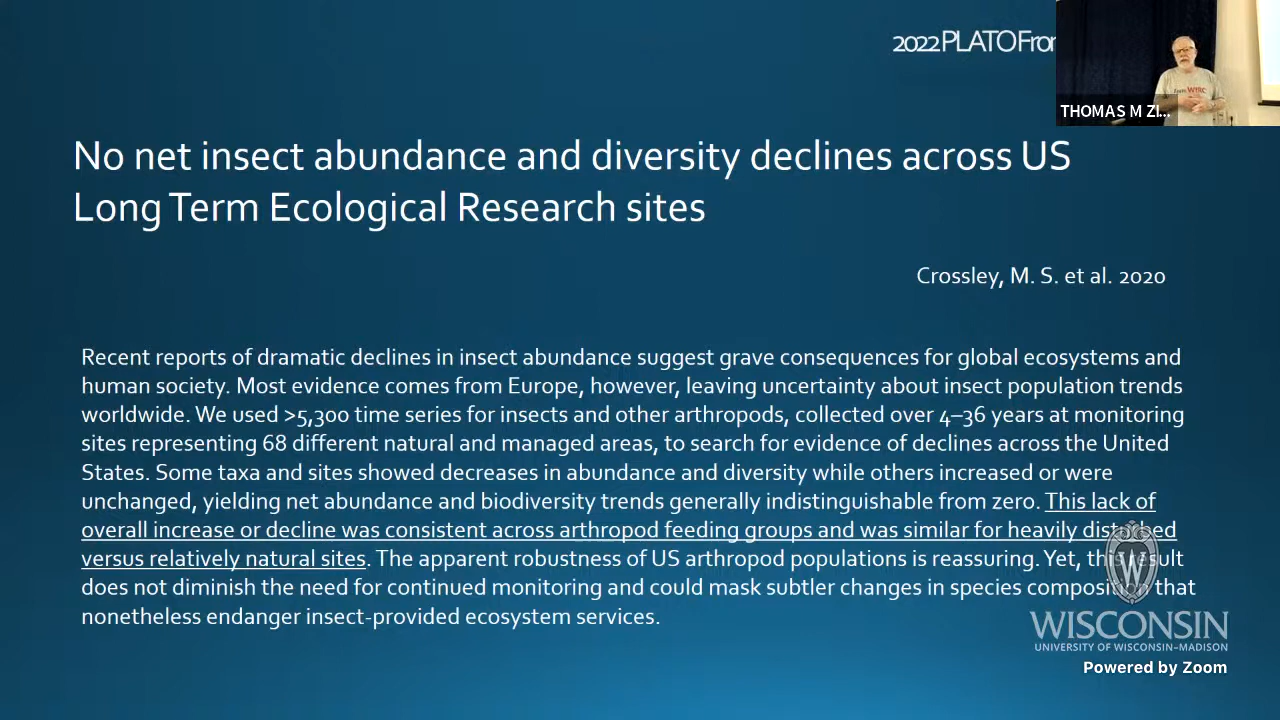 2022 PLATO Fron
THOMAS M ZI...
No net insect abundance and diversity declines across US
Long Term Ecological Research sites
Crossley, M. S. et al. 2020
Recent reports of dramatic declines in insect abundance suggest grave consequences for global ecosystems and
human society. Most evidence comes from Europe, however, leaving uncertainty about insect population trends
worldwide. We used >5,300 time series for insects and other arthropods, collected over 4–36 years at monitoring
sites representing 68 different natural and managed areas, to search for evidence of declines across the United
States. Some taxa and sites showed decreases in abundance and diversity while others increased or were
unchanged, yielding net abundance and biodiversity trends generally indistinguishable from zero. This lack of
overall increase or decline was consistent across arthropod feeding groups and was similar for heavily disturbed
versus relatively natural sites. The apparent robustness of US arthropod populations is reassuring. Yet, this result
does not diminish the need for continued monitoring and could mask subtler changes in species composition that
nonetheless endanger insect-provided ecosystem services.
W
WISCONSIN
UNIVERSITY OF WISCONSIN–MADISON
Powered by Zoom